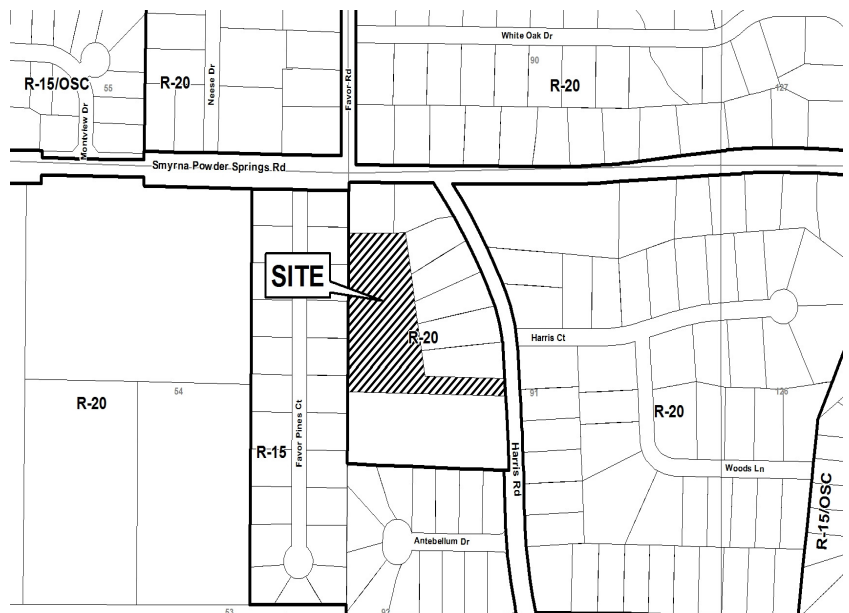 White Oak Dr
90
R-20
127
R-15/OSC
55
R-20
Neese Dr
Favor Rd
Montview Dr
Smyrna Powder Springs Rd
SITE
R-20
Harris Ct
54
R-20
91
R-20
126
R-15
Favor Pines Ct
Harris Rd
Woods Ln
R-15/OSC
Antebellum Dr
53
92